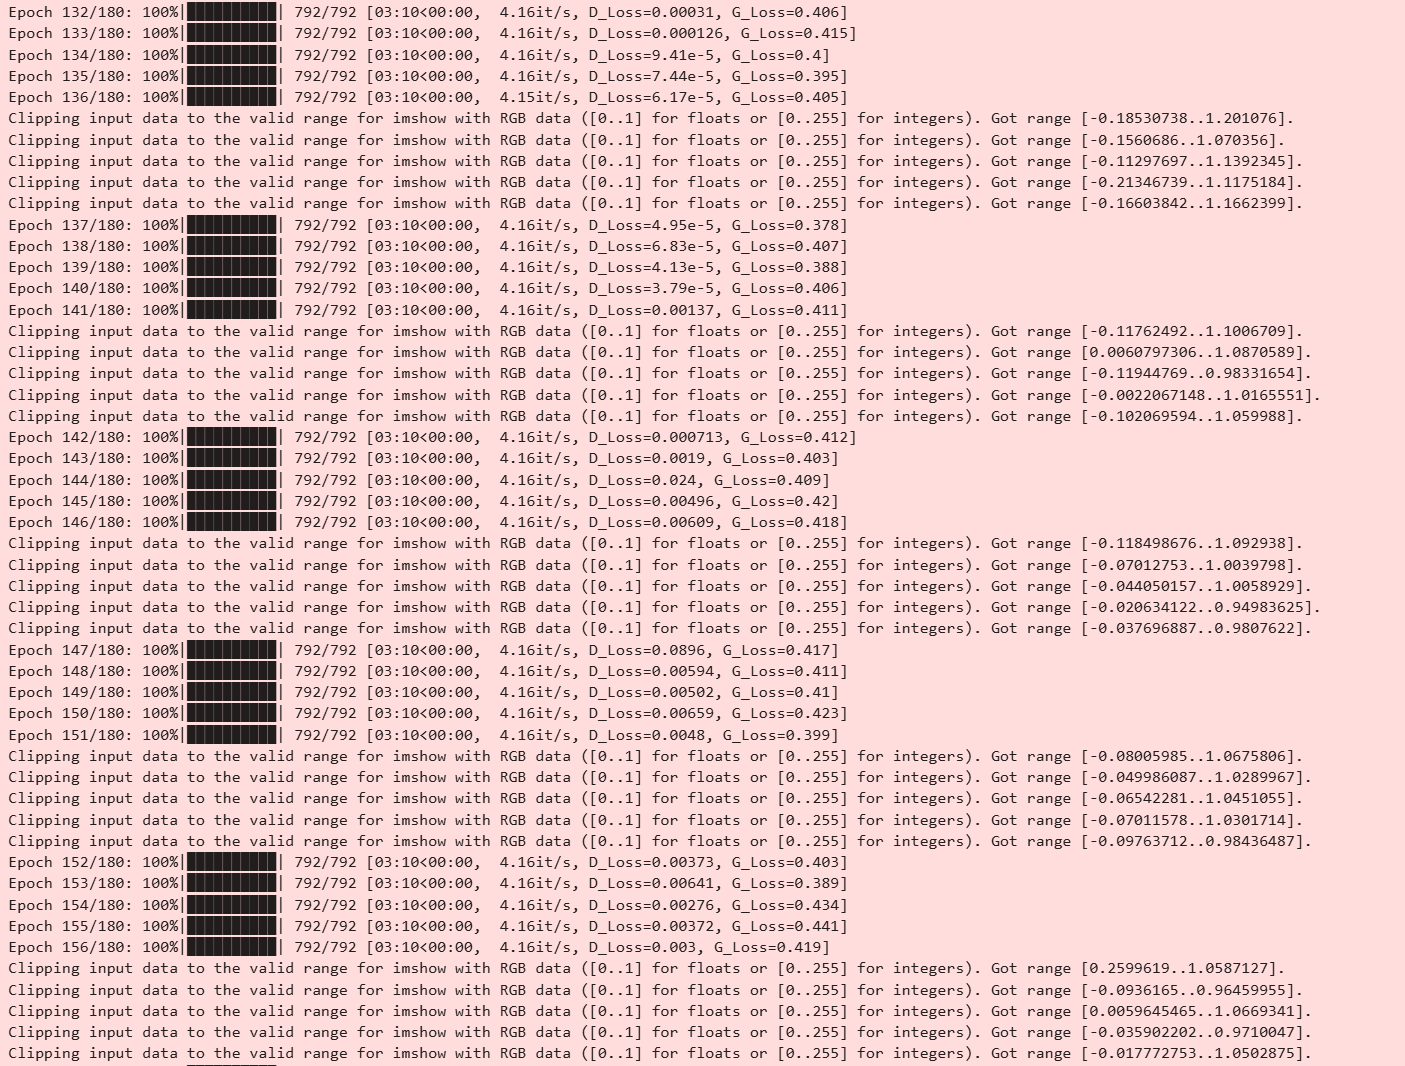 Epoch 132/180: 100%|██████████| 792/792 [03:10<00:00,  4.16it/s, D_Loss=0.00031, G_Loss=0.406]
Epoch 133/180: 100%|██████████| 792/792 [03:10<00:00,  4.16it/s, D_Loss=0.000126, G_Loss=0.415]
Epoch 134/180: 100%|██████████| 792/792 [03:10<00:00,  4.16it/s, D_Loss=9.41e-5, G_Loss=0.4]
Epoch 135/180: 100%|██████████| 792/792 [03:10<00:00,  4.16it/s, D_Loss=7.44e-5, G_Loss=0.395]
Epoch 136/180: 100%|██████████| 792/792 [03:10<00:00,  4.15it/s, D_Loss=6.17e-5, G_Loss=0.405]
Clipping input data to the valid range for imshow with RGB data ([0..1] for floats or [0..255] for integers). Got range [-0.18530738..1.201076].
Clipping input data to the valid range for imshow with RGB data ([0..1] for floats or [0..255] for integers). Got range [-0.1560686..1.070356].
Clipping input data to the valid range for imshow with RGB data ([0..1] for floats or [0..255] for integers). Got range [-0.11297697..1.1392345].
Clipping input data to the valid range for imshow with RGB data ([0..1] for floats or [0..255] for integers). Got range [-0.21346739..1.1175184].
Clipping input data to the valid range for imshow with RGB data ([0..1] for floats or [0..255] for integers). Got range [-0.16603842..1.1662399].
Epoch 137/180: 100%|██████████| 792/792 [03:10<00:00,  4.16it/s, D_Loss=4.95e-5, G_Loss=0.378]
Epoch 138/180: 100%|██████████| 792/792 [03:10<00:00,  4.16it/s, D_Loss=6.83e-5, G_Loss=0.407]
Epoch 139/180: 100%|██████████| 792/792 [03:10<00:00,  4.16it/s, D_Loss=4.13e-5, G_Loss=0.388]
Epoch 140/180: 100%|██████████| 792/792 [03:10<00:00,  4.16it/s, D_Loss=3.79e-5, G_Loss=0.406]
Epoch 141/180: 100%|██████████| 792/792 [03:10<00:00,  4.16it/s, D_Loss=0.00137, G_Loss=0.411]
Clipping input data to the valid range for imshow with RGB data ([0..1] for floats or [0..255] for integers). Got range [-0.11762492..1.1006709].
Clipping input data to the valid range for imshow with RGB data ([0..1] for floats or [0..255] for integers). Got range [0.0060797306..1.0870589].
Clipping input data to the valid range for imshow with RGB data ([0..1] for floats or [0..255] for integers). Got range [-0.11944769..0.98331654].
Clipping input data to the valid range for imshow with RGB data ([0..1] for floats or [0..255] for integers). Got range [-0.0022067148..1.0165551].
Clipping input data to the valid range for imshow with RGB data ([0..1] for floats or [0..255] for integers). Got range [-0.102069594..1.059988].
Epoch 142/180: 100%|██████████| 792/792 [03:10<00:00,  4.16it/s, D_Loss=0.000713, G_Loss=0.412]
Epoch 143/180: 100%|██████████| 792/792 [03:10<00:00,  4.16it/s, D_Loss=0.0019, G_Loss=0.403]
Epoch 144/180: 100%|██████████| 792/792 [03:10<00:00,  4.16it/s, D_Loss=0.024, G_Loss=0.409]
Epoch 145/180: 100%|██████████| 792/792 [03:10<00:00,  4.16it/s, D_Loss=0.00496, G_Loss=0.42]
Epoch 146/180: 100%|██████████| 792/792 [03:10<00:00,  4.16it/s, D_Loss=0.00609, G_Loss=0.418]
Clipping input data to the valid range for imshow with RGB data ([0..1] for floats or [0..255] for integers). Got range [-0.118498676..1.092938].
Clipping input data to the valid range for imshow with RGB data ([0..1] for floats or [0..255] for integers). Got range [-0.07012753..1.0039798].
Clipping input data to the valid range for imshow with RGB data ([0..1] for floats or [0..255] for integers). Got range [-0.044050157..1.0058929].
Clipping input data to the valid range for imshow with RGB data ([0..1] for floats or [0..255] for integers). Got range [-0.020634122..0.94983625].
Clipping input data to the valid range for imshow with RGB data ([0..1] for floats or [0..255] for integers). Got range [-0.037696887..0.9807622].
Epoch 147/180: 100%|██████████| 792/792 [03:10<00:00,  4.16it/s, D_Loss=0.0896, G_Loss=0.417]
Epoch 148/180: 100%|██████████| 792/792 [03:10<00:00,  4.16it/s, D_Loss=0.00594, G_Loss=0.411]
Epoch 149/180: 100%|██████████| 792/792 [03:10<00:00,  4.16it/s, D_Loss=0.00502, G_Loss=0.41]
Epoch 150/180: 100%|██████████| 792/792 [03:10<00:00,  4.16it/s, D_Loss=0.00659, G_Loss=0.423]
Epoch 151/180: 100%|██████████| 792/792 [03:10<00:00,  4.16it/s, D_Loss=0.0048, G_Loss=0.399]
Clipping input data to the valid range for imshow with RGB data ([0..1] for floats or [0..255] for integers). Got range [-0.08005985..1.0675806].
Clipping input data to the valid range for imshow with RGB data ([0..1] for floats or [0..255] for integers). Got range [-0.049986087..1.0289967].
Clipping input data to the valid range for imshow with RGB data ([0..1] for floats or [0..255] for integers). Got range [-0.06542281..1.0451055].
Clipping input data to the valid range for imshow with RGB data ([0..1] for floats or [0..255] for integers). Got range [-0.07011578..1.0301714].
Clipping input data to the valid range for imshow with RGB data ([0..1] for floats or [0..255] for integers). Got range [-0.09763712..0.98436487].
Epoch 152/180: 100%|██████████| 792/792 [03:10<00:00,  4.16it/s, D_Loss=0.00373, G_Loss=0.403]
Epoch 153/180: 100%|██████████| 792/792 [03:10<00:00,  4.16it/s, D_Loss=0.00641, G_Loss=0.389]
Epoch 154/180: 100%|██████████| 792/792 [03:10<00:00,  4.16it/s, D_Loss=0.00276, G_Loss=0.434]
Epoch 155/180: 100%|██████████| 792/792 [03:10<00:00,  4.16it/s, D_Loss=0.00372, G_Loss=0.441]
Epoch 156/180: 100%|██████████| 792/792 [03:10<00:00,  4.16it/s, D_Loss=0.003, G_Loss=0.419]
Clipping input data to the valid range for imshow with RGB data ([0..1] for floats or [0..255] for integers). Got range [0.2599619..1.0587127].
Clipping input data to the valid range for imshow with RGB data ([0..1] for floats or [0..255] for integers). Got range [-0.0936165..0.96459955].
Clipping input data to the valid range for imshow with RGB data ([0..1] for floats or [0..255] for integers). Got range [0.0059645465..1.0669341].
Clipping input data to the valid range for imshow with RGB data ([0..1] for floats or [0..255] for integers). Got range [-0.035902202..0.9710047].
Clipping input data to the valid range for imshow with RGB data ([0..1] for floats or [0..255] for integers). Got range [-0.017772753..1.0502875].